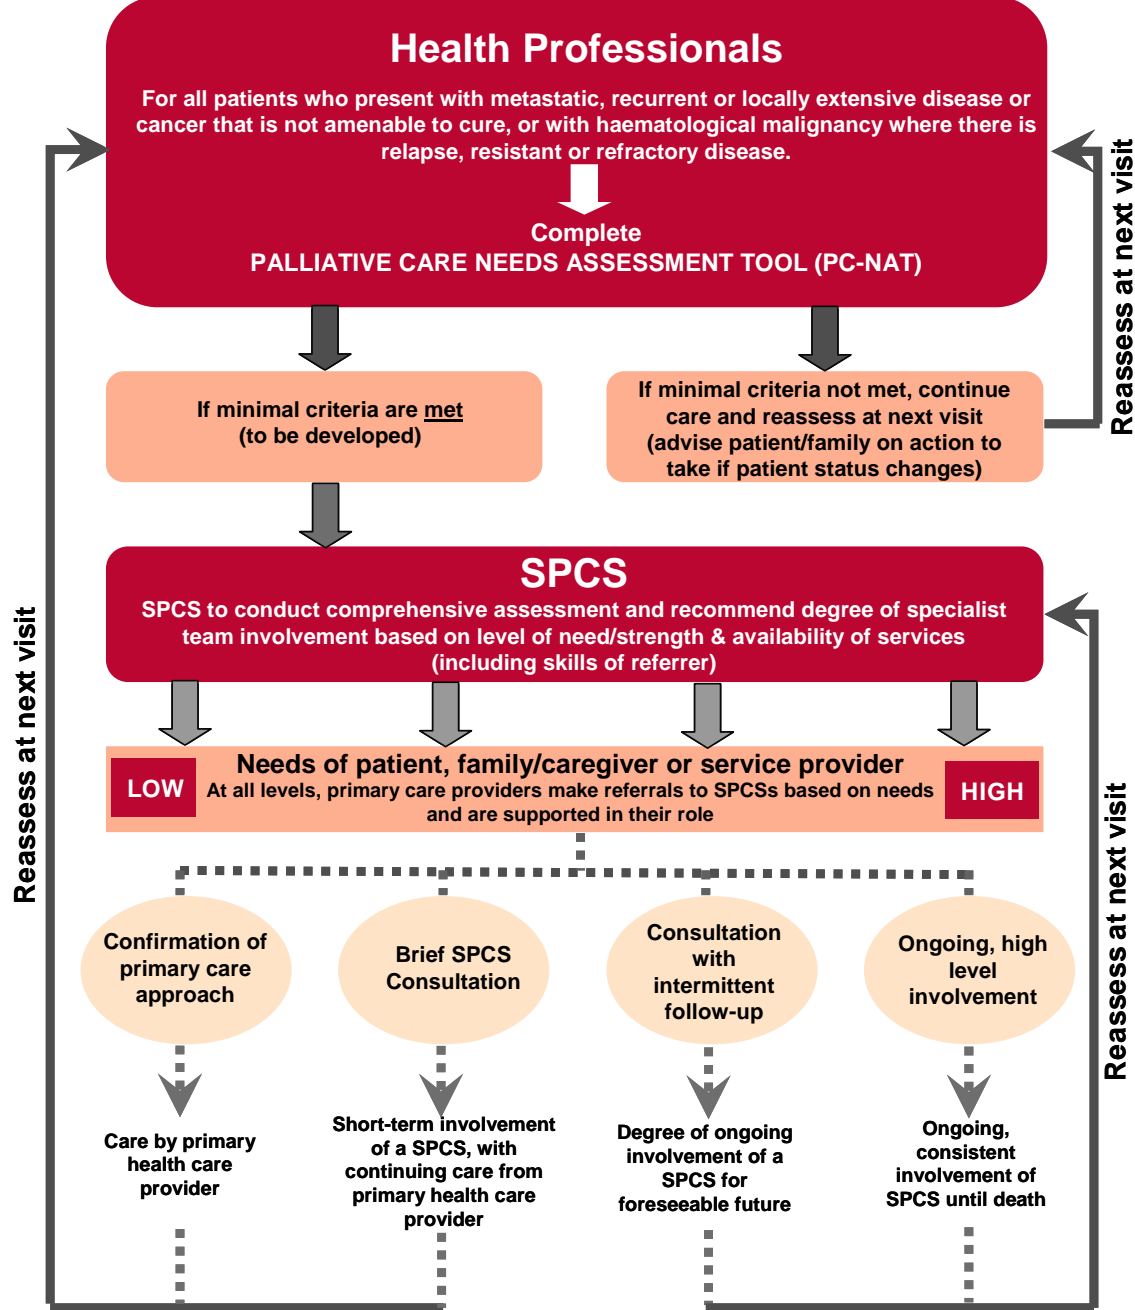 Health Professionals
For all patients who present with metastatic, recurrent or locally extensive disease or
cancer that is not amenable to cure, or with haematological malignancy where there is
relapse, resistant or refractory disease.
Complete
PALLIATIVE CARE NEEDS ASSESSMENT TOOL (PC-NAT)
Reassess at next visit
If minimal criteria are met
(to be developed)
If minimal criteria not met, continue
care and reassess at next visit
(advise patient/family on action to
take if patient status changes)
SPCS
SPCS to conduct comprehensive assessment and recommend degree of specialist
team involvement based on level of need/strength & availability of services
(including skills of referrer)
Reassess at next visit
LOW
Needs of patient, family/caregiver or service provider
At all levels, primary care providers make referrals to SPCSs based on needs
and are supported in their role
HIGH
Reassess at next visit
Confirmation of
primary care
approach
Brief SPCS
Consultation
Consultation
with
intermittent
follow-up
Ongoing, high
level
involvement
Care by primary
health care
provider
Short-term involvement
of a SPCS, with
continuing care from
primary health care
provider
Degree of ongoing
involvement of a
SPCS for
foreseeable future
Ongoing,
consistent
involvement of
SPCS until death